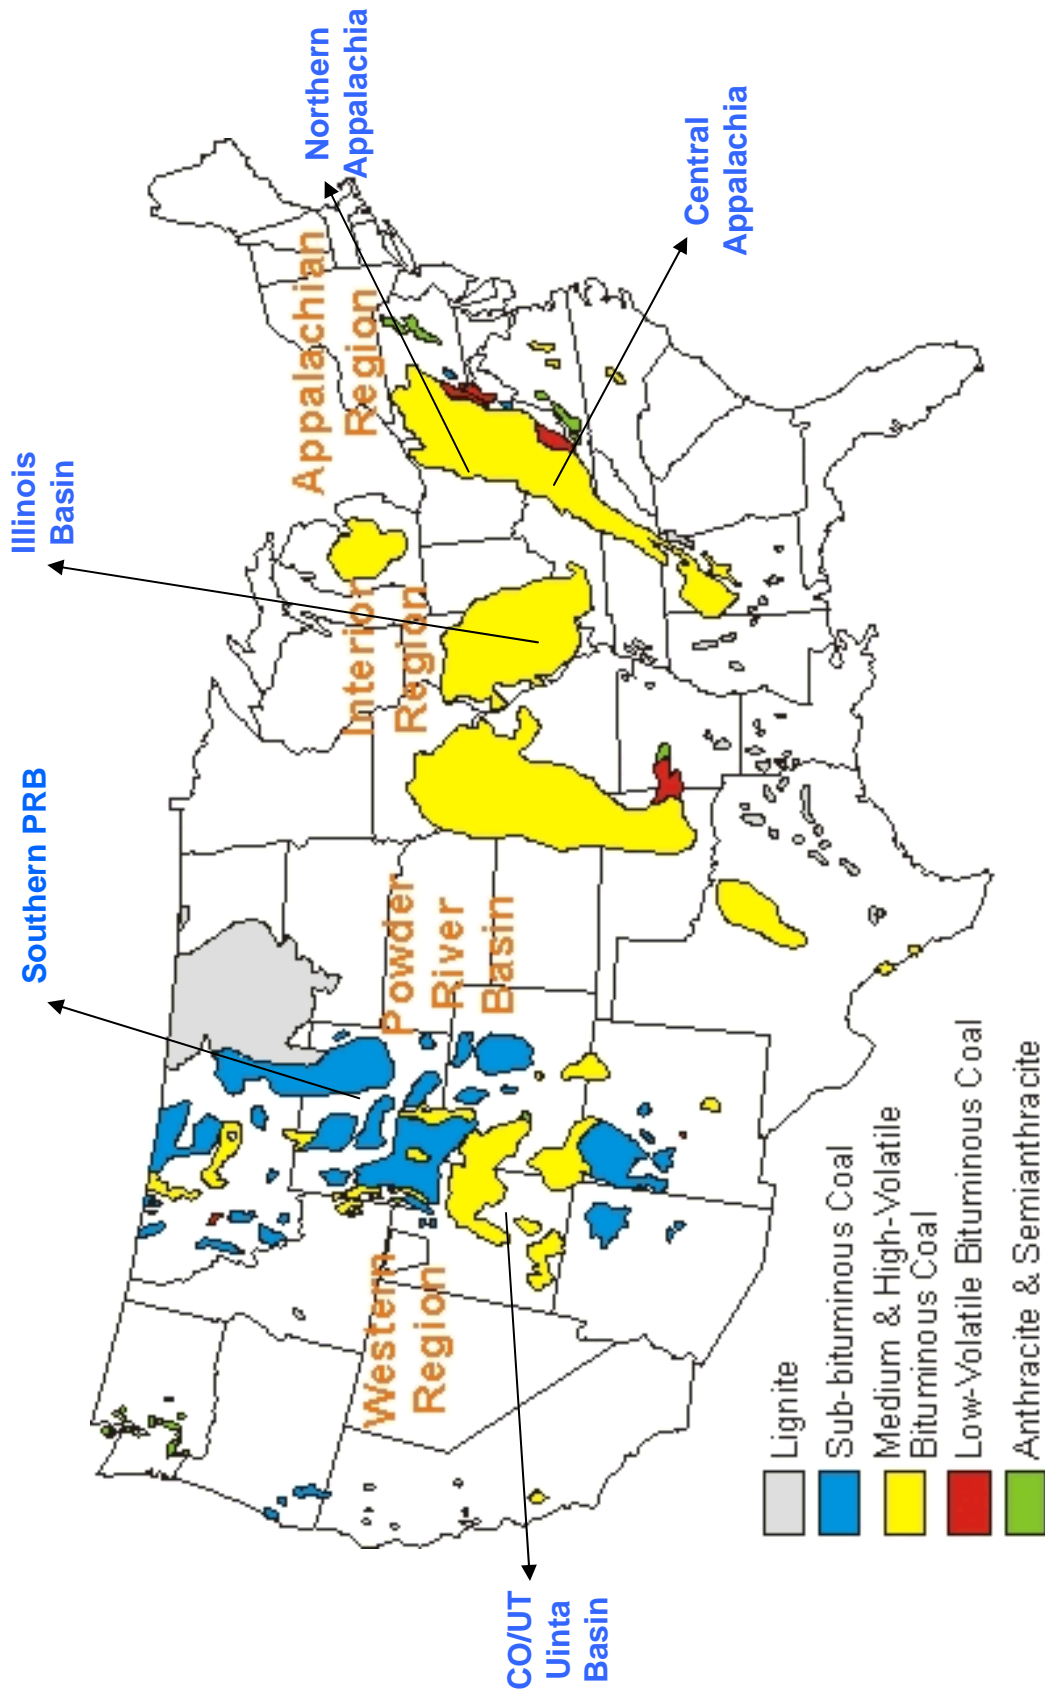 Southern PRB
Illinois
Basin
Northern
Appalachia
Appalachian
Region
Interior
Region
Powder
River
Basin
Western
Region
Central
Appalachia
CO/UT
Uinta
Basin
Lignite
Sub-bituminous Coal
Medium & High-Volatile
Bituminous Coal
Low-Volatile Bituminous Coal
Anthracite & Semianthracite